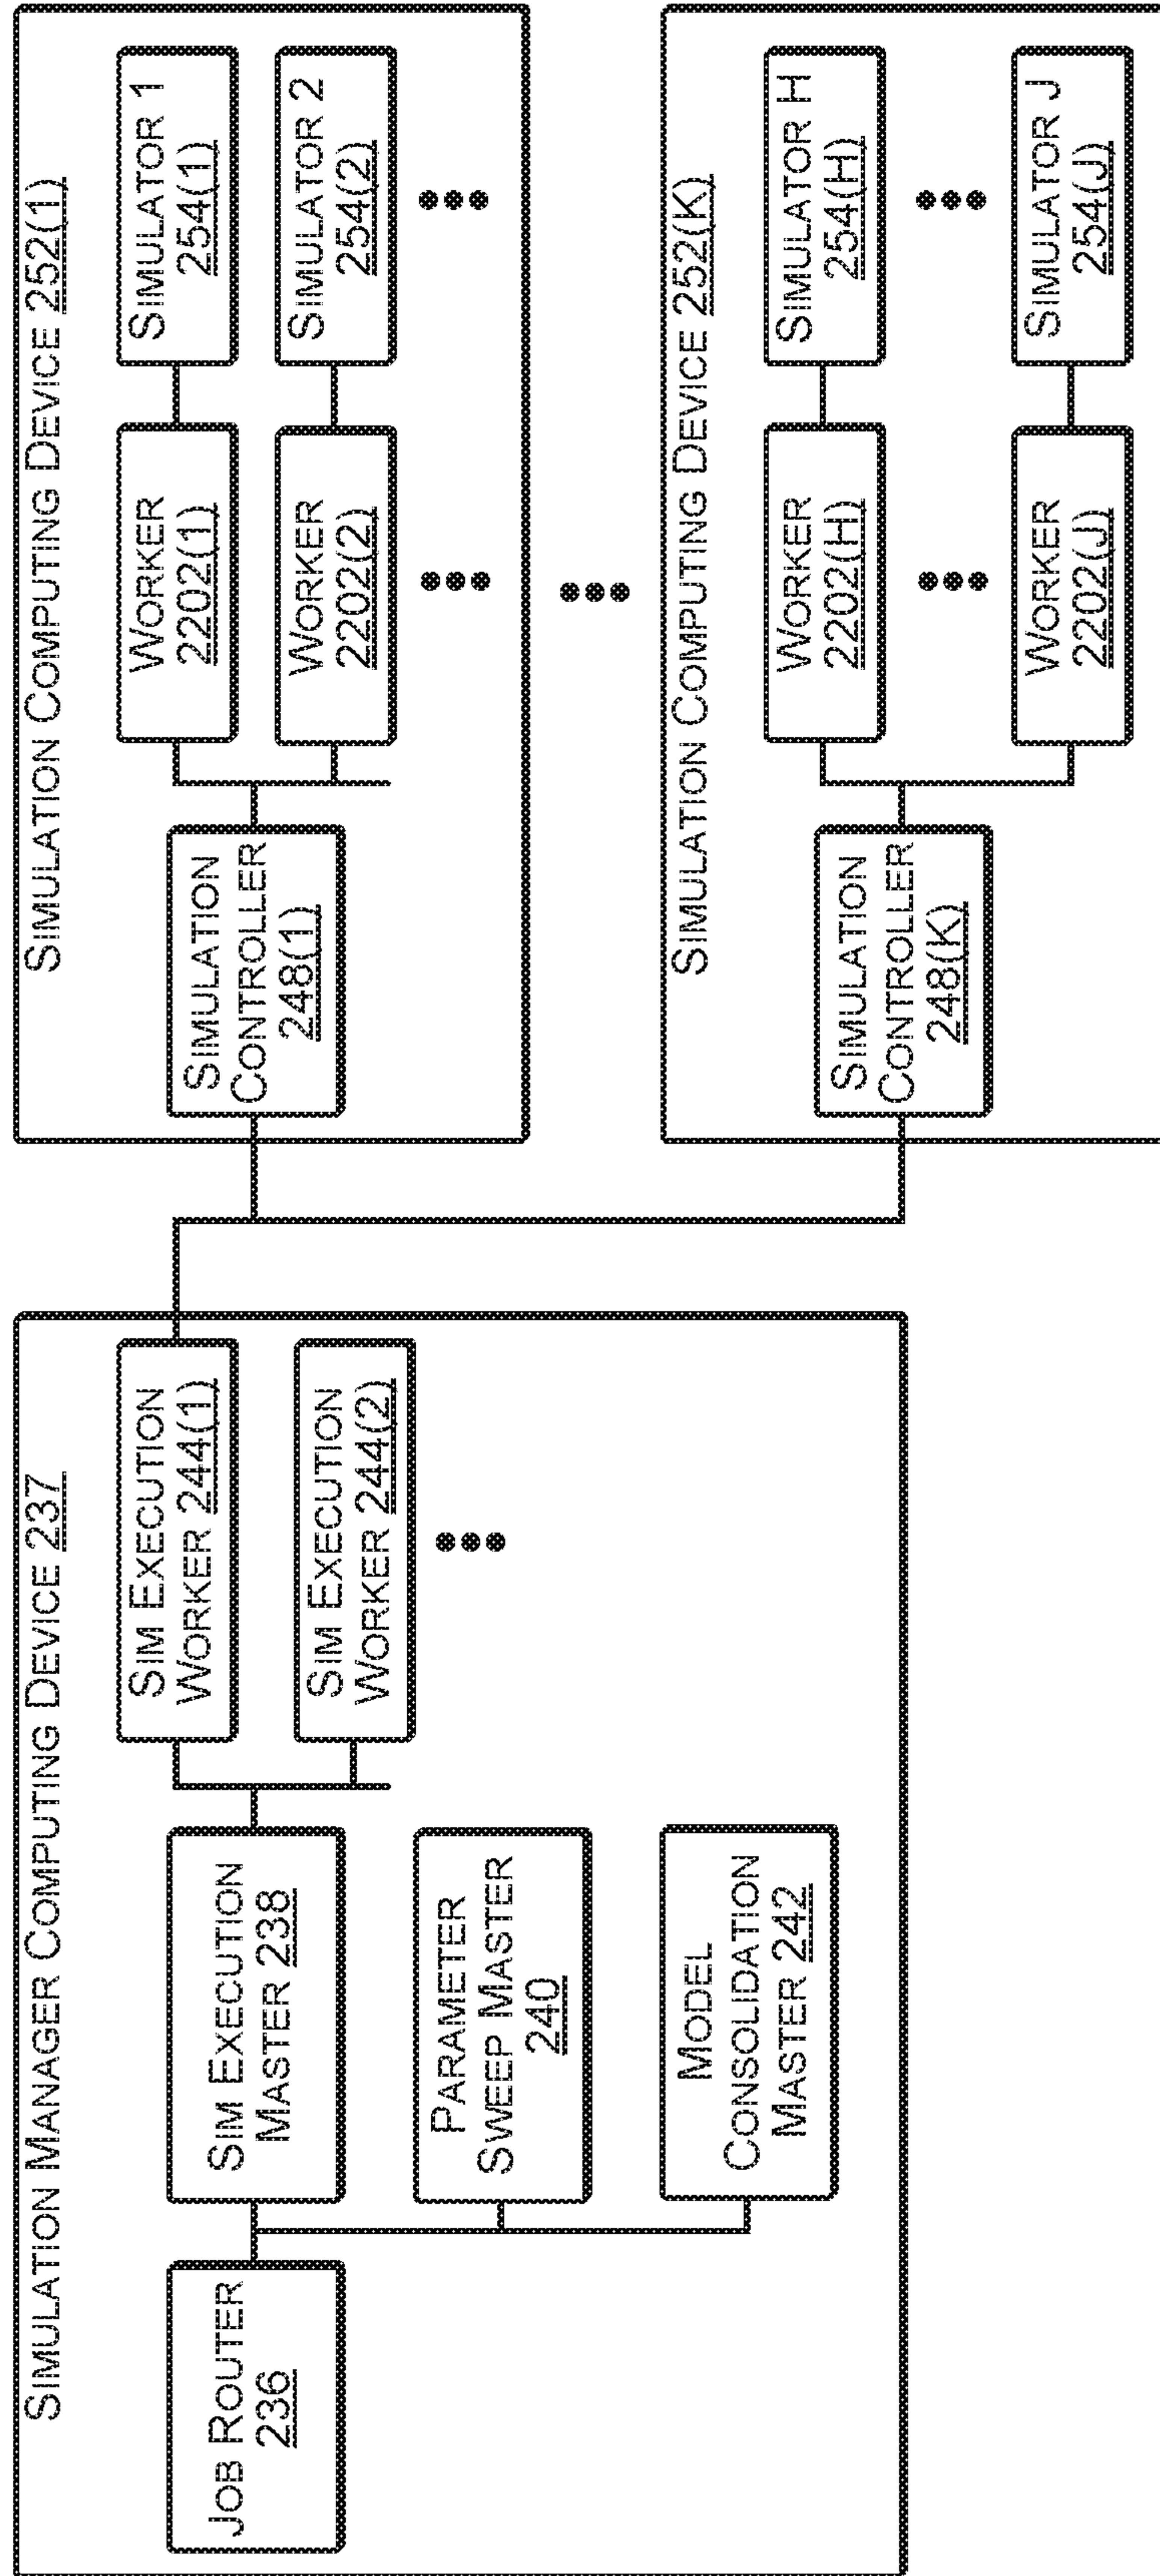 SIMULATION MANAGER COMPUTING DEVICE 237
JOB ROUTER
236
SIM EXECUTION
MASTER 238
PARAMETER
SWEEP MASTER
240
MODEL
CONSOLIDATION
MASTER 242
SIM EXECUTION
WORKER 244(1)
SIM EXECUTION
WORKER 244(2)
SIMULATION COMPUTING DEVICE 252(1)
SIMULATION
CONTROLLER
248(1)
WORKER
2202(1)
SIMULATOR 1
254(1)
WORKER
2202(2)
SIMULATOR 2
254(2)
SIMULATION COMPUTING DEVICE 252(K)
SIMULATION
CONTROLLER
248(K)
WORKER
2202(H)
SIMULATOR H
254(H)
WORKER
2202(J)
SIMULATOR J
254(J)